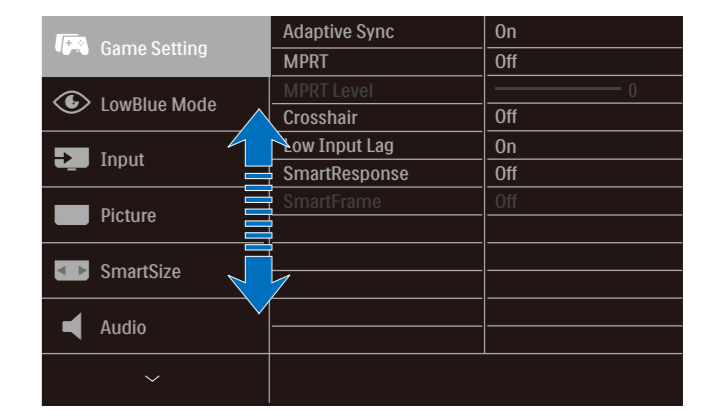 Game Setting
LowBlue Mode
Input
Picture
SmartSize
Audio
Adaptive Sync On
MPRT Off
MPRT Level 0
Crosshair Off
Low Input Lag On
SmartResponse Off
SmartFrame Off